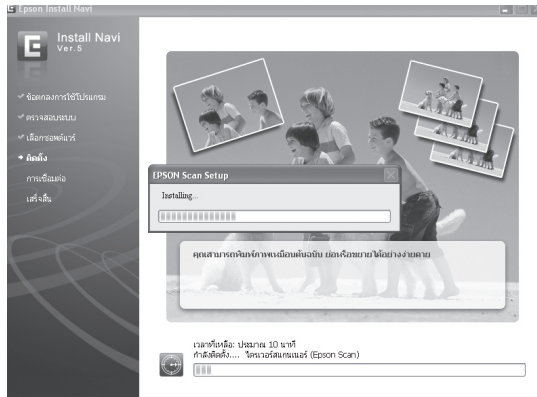 Epson Install Navi
Install Navi
Ver.5
ข้อตกลงการใช้โปรแกรม
ตรวจสอบระบบ
เลือกซอฟต์แวร์
ติดตั้ง
การเชื่อมต่อ
เสร็จสิ้น
EPSON Scan Setup
Installing...
คุณสามารถพิมพ์ภาพเหมือนต้นฉบับ ย่อหรือขยายได้อย่างง่ายดาย
เวลาที่เหลือ: ประมาณ 10 นาที
กำลังติดตั้ง.... ไดรเวอร์สแกนเนอร์ (Epson Scan)